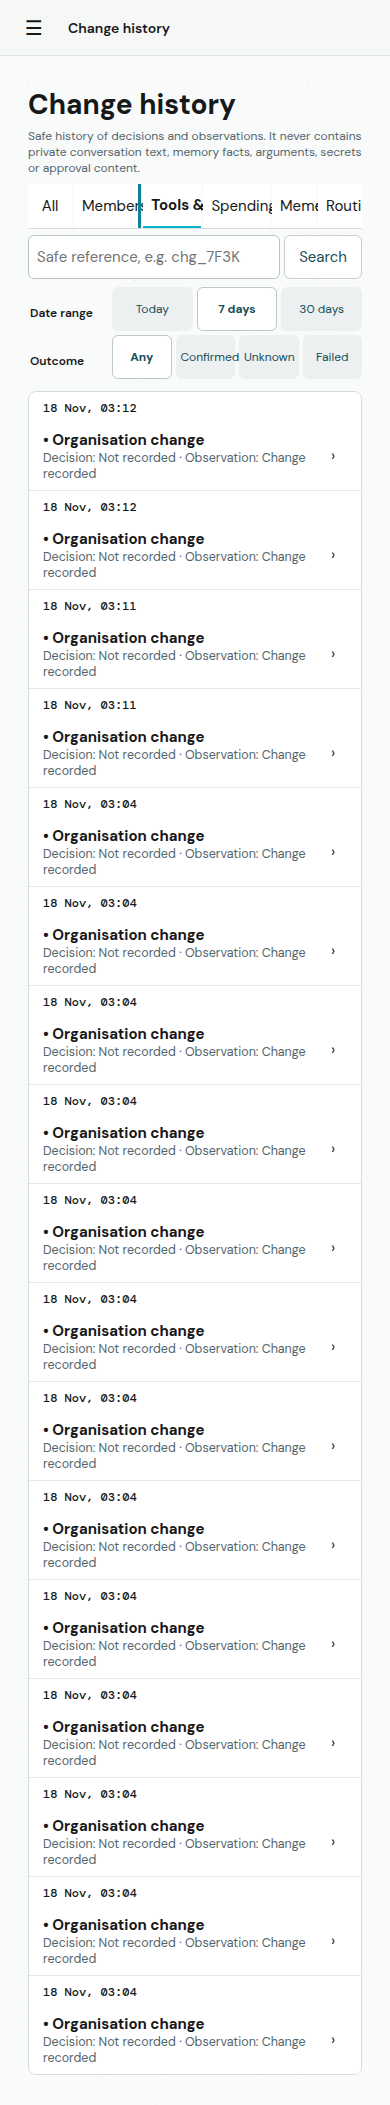 ☰ Change history
Change history
Safe history of decisions and observations. It never contains
private conversation text, memory facts, arguments, secrets
or approval content.
All Members Tools & Spending Meme Routi
Safe reference, e.g. chg_7F3K Search
Date range Today 7 days 30 days
Outcome Any Confirmed Unknown Failed
18 Nov, 03:12
• Organisation change
Decision: Not recorded · Observation: Change ›
recorded
18 Nov, 03:12
• Organisation change
Decision: Not recorded · Observation: Change ›
recorded
18 Nov, 03:11
• Organisation change
Decision: Not recorded · Observation: Change ›
recorded
18 Nov, 03:11
• Organisation change
Decision: Not recorded · Observation: Change ›
recorded
18 Nov, 03:04
• Organisation change
Decision: Not recorded · Observation: Change ›
recorded
18 Nov, 03:04
• Organisation change
Decision: Not recorded · Observation: Change ›
recorded
18 Nov, 03:04
• Organisation change
Decision: Not recorded · Observation: Change ›
recorded
18 Nov, 03:04
• Organisation change
Decision: Not recorded · Observation: Change ›
recorded
18 Nov, 03:04
• Organisation change
Decision: Not recorded · Observation: Change ›
recorded
18 Nov, 03:04
• Organisation change
Decision: Not recorded · Observation: Change ›
recorded
18 Nov, 03:04
• Organisation change
Decision: Not recorded · Observation: Change ›
recorded
18 Nov, 03:04
• Organisation change
Decision: Not recorded · Observation: Change ›
recorded
18 Nov, 03:04
• Organisation change
Decision: Not recorded · Observation: Change ›
recorded
18 Nov, 03:04
• Organisation change
Decision: Not recorded · Observation: Change ›
recorded
18 Nov, 03:04
• Organisation change
Decision: Not recorded · Observation: Change ›
recorded
18 Nov, 03:04
• Organisation change
Decision: Not recorded · Observation: Change ›
recorded
18 Nov, 03:04
• Organisation change
Decision: Not recorded · Observation: Change ›
recorded